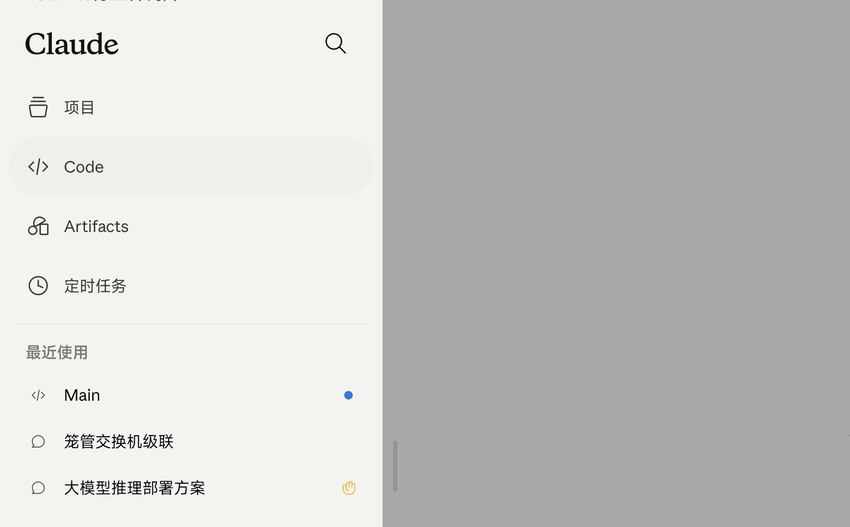 Claude
项目
Code
Artifacts
定时任务
最近使用
Main
笼管交换机级联
大模型推理部署方案